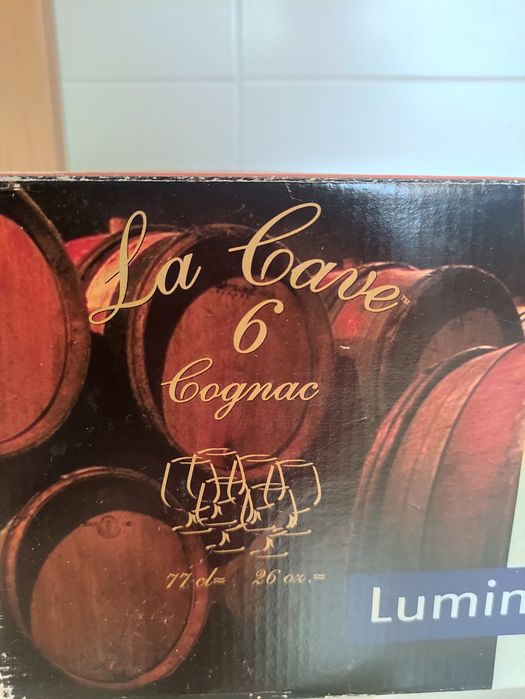 La Cave™
6
Cognac
77 cl≈ 26 oz.≈
Lumin